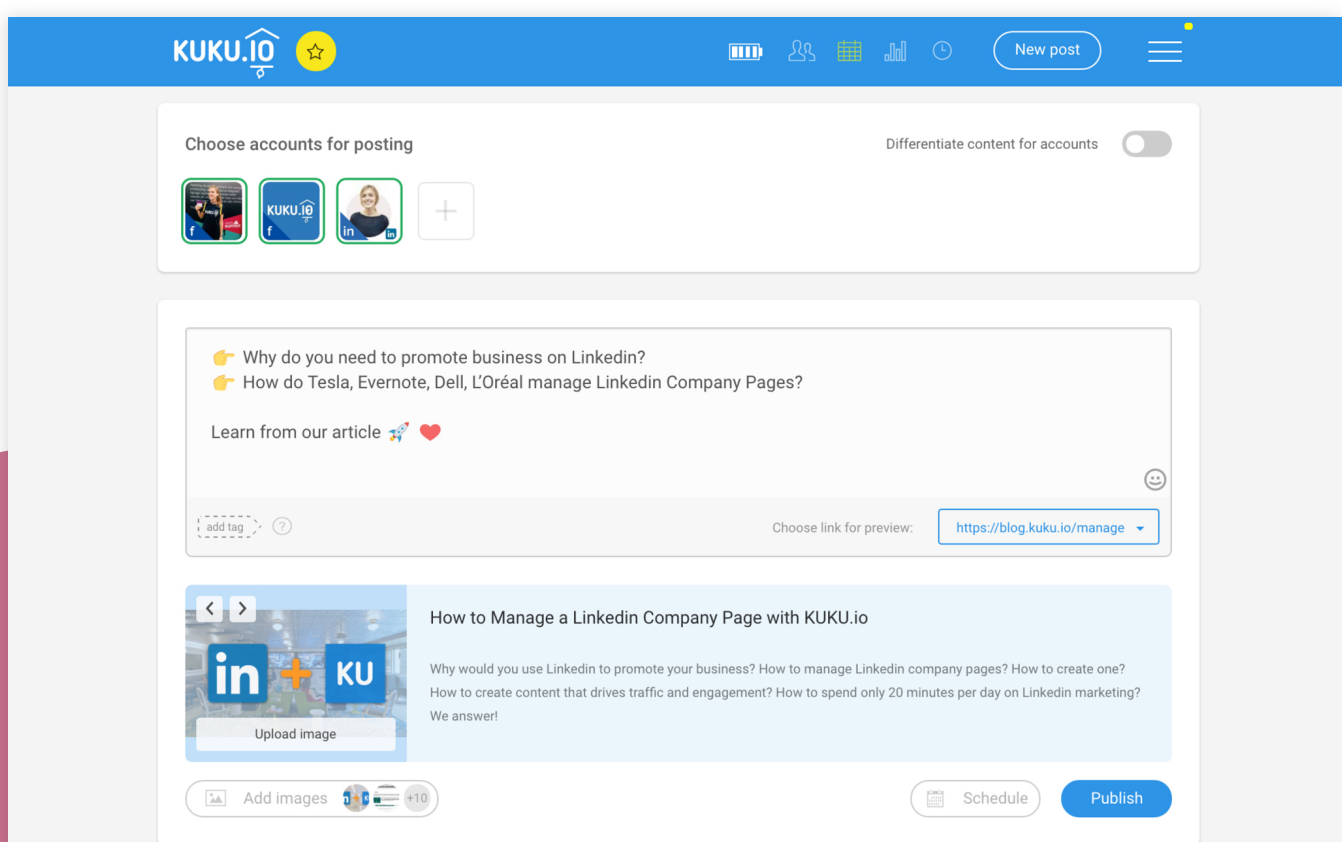 KUKU.IO
New post
Choose accounts for posting
Differentiate content for accounts
f
KUKU.IO
f
in
in
👉 Why do you need to promote business on Linkedin?
👉 How do Tesla, Evernote, Dell, L'Oréal manage Linkedin Company Pages?
Learn from our article 🚀 ❤️
add tag
?
Choose link for preview:
https://blog.kuku.io/manage
How to Manage a Linkedin Company Page with KUKU.io
in + KU
Why would you use Linkedin to promote your business? How to manage Linkedin company pages? How to create one?
How to create content that drives traffic and engagement? How to spend only 20 minutes per day on Linkedin marketing?
We answer!
Upload image
Add images
+10
Schedule
Publish